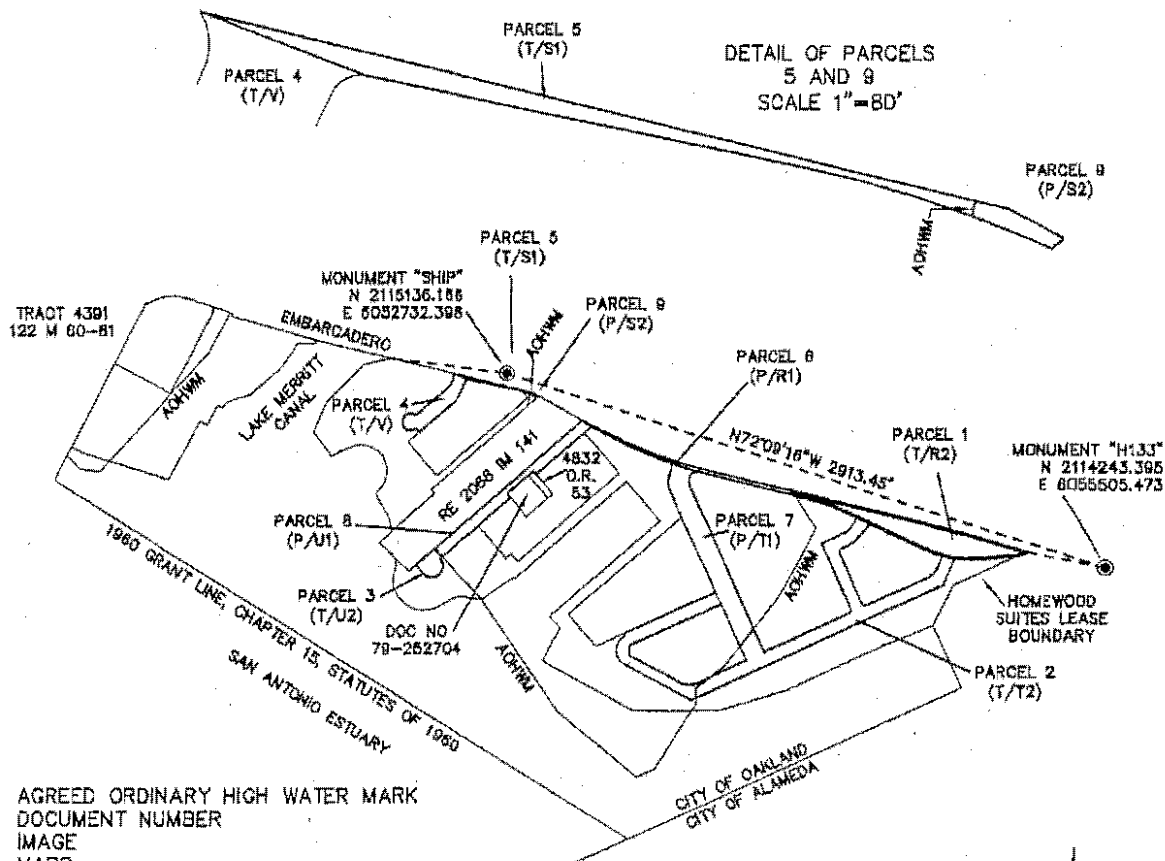 PARCEL 5
(T/S1)
DETAIL OF PARCELS
5 AND 9
SCALE 1"=80'
PARCEL 4
(T/V)
PARCEL 9
(P/S2)
AOHWM
PARCEL 5
(T/S1)
MONUMENT "SHIP"
N 2115136.166
E 6052732.396
PARCEL 9
(P/S2)
AOHWM
TRACT 4391
122 M 60-61
EMBARCADERO
PARCEL 6
(P/R1)
AOHWM
LAKE MERRITT
CANAL
PARCEL 4
(T/V)
N72°09'16"W 2913.45'
PARCEL 1
(T/R2)
MONUMENT "H133"
N 2114243.395
E 6055505.473
RE 2068 IM 141
4832
O.R.
53
PARCEL 8
(P/U1)
PARCEL 7
(P/T1)
AOHWM
1960 GRANT LINE, CHAPTER 15, STATUTES OF 1960
PARCEL 3
(T/U2)
DOC NO
79-252704
HOMEWOOD
SUITES LEASE
BOUNDARY
AOHWM
SAN ANTONIO ESTUARY
PARCEL 2
(T/T2)
CITY OF OAKLAND
CITY OF ALAMEDA
AGREED ORDINARY HIGH WATER MARK
DOCUMENT NUMBER
IMAGE